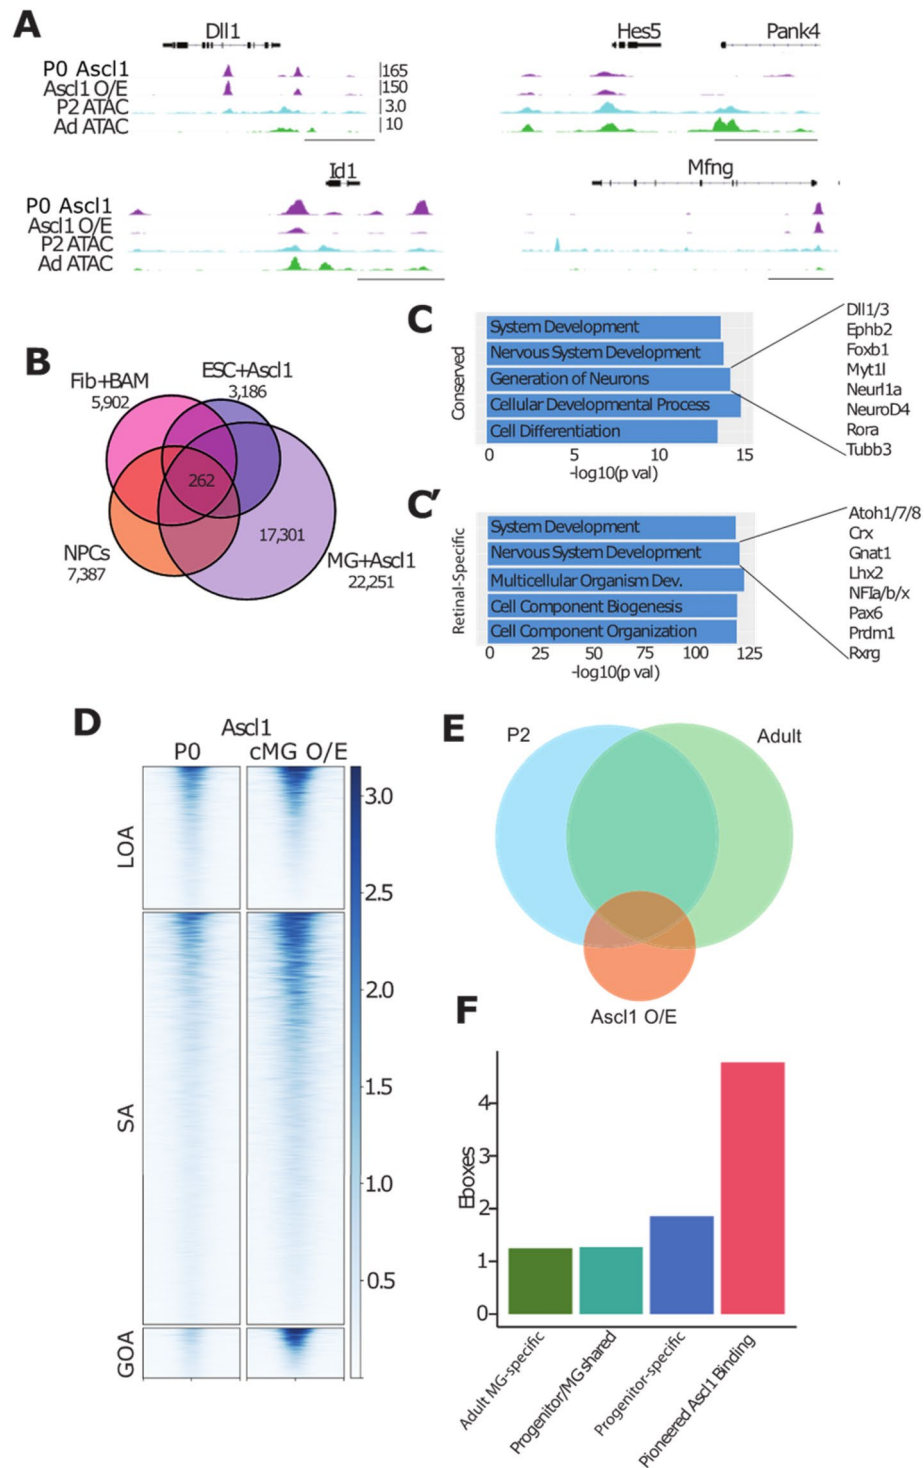 A
Dll1
P0 Ascl1
Ascl1 O/E
P2 ATAC
Ad ATAC
165
150
3.0
10
Hes5 Pank4
Id1
P0 Ascl1
Ascl1 O/E
P2 ATAC
Ad ATAC
Mfng
B
Fib+BAM
5,902
ESC+Ascl1
3,186
262
17,301
NPCs
7,387
MG+Ascl1
22,251
C
Conserved
System Development
Nervous System Development
Generation of Neurons
Cellular Developmental Process
Cell Differentiation
0 5 10 15
-log10(p val)
Dll1/3
Ephb2
Foxb1
Myt1l
Neurl1a
NeuroD4
Rora
Tubb3
C′
Retinal-Specific
System Development
Nervous System Development
Multicellular Organism Dev.
Cell Component Biogenesis
Cell Component Organization
0 25 50 75 100 125
-log10(p val)
Atoh1/7/8
Crx
Gnat1
Lhx2
NFIa/b/x
Pax6
Prdm1
Rxrg
D
Ascl1
P0 cMG O/E
LOA
SA
GOA
3.0
2.5
2.0
1.5
1.0
0.5
E
P2
Adult
Ascl1 O/E
F
Eboxes
4
3
2
1
0
Adult MG-specific
Progenitor/MG shared
Progenitor-specific
Pioneered Ascl1 Binding